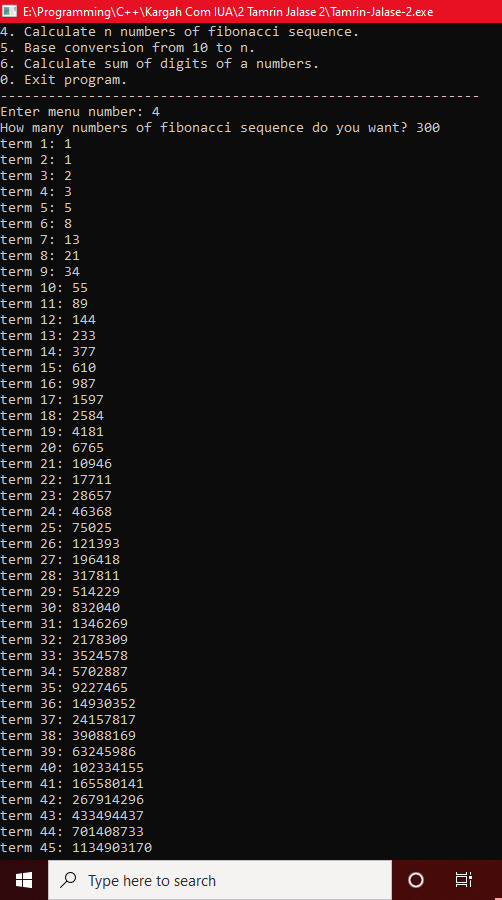 E:\Programming\C++\Kargah Com IUA\2 Tamrin Jalase 2\Tamrin-Jalase-2.exe
4. Calculate n numbers of fibonacci sequence.
5. Base conversion from 10 to n.
6. Calculate sum of digits of a numbers.
0. Exit program.
------------------------------------------------------------
Enter menu number: 4
How many numbers of fibonacci sequence do you want? 300
term 1: 1
term 2: 1
term 3: 2
term 4: 3
term 5: 5
term 6: 8
term 7: 13
term 8: 21
term 9: 34
term 10: 55
term 11: 89
term 12: 144
term 13: 233
term 14: 377
term 15: 610
term 16: 987
term 17: 1597
term 18: 2584
term 19: 4181
term 20: 6765
term 21: 10946
term 22: 17711
term 23: 28657
term 24: 46368
term 25: 75025
term 26: 121393
term 27: 196418
term 28: 317811
term 29: 514229
term 30: 832040
term 31: 1346269
term 32: 2178309
term 33: 3524578
term 34: 5702887
term 35: 9227465
term 36: 14930352
term 37: 24157817
term 38: 39088169
term 39: 63245986
term 40: 102334155
term 41: 165580141
term 42: 267914296
term 43: 433494437
term 44: 701408733
term 45: 1134903170
Type here to search